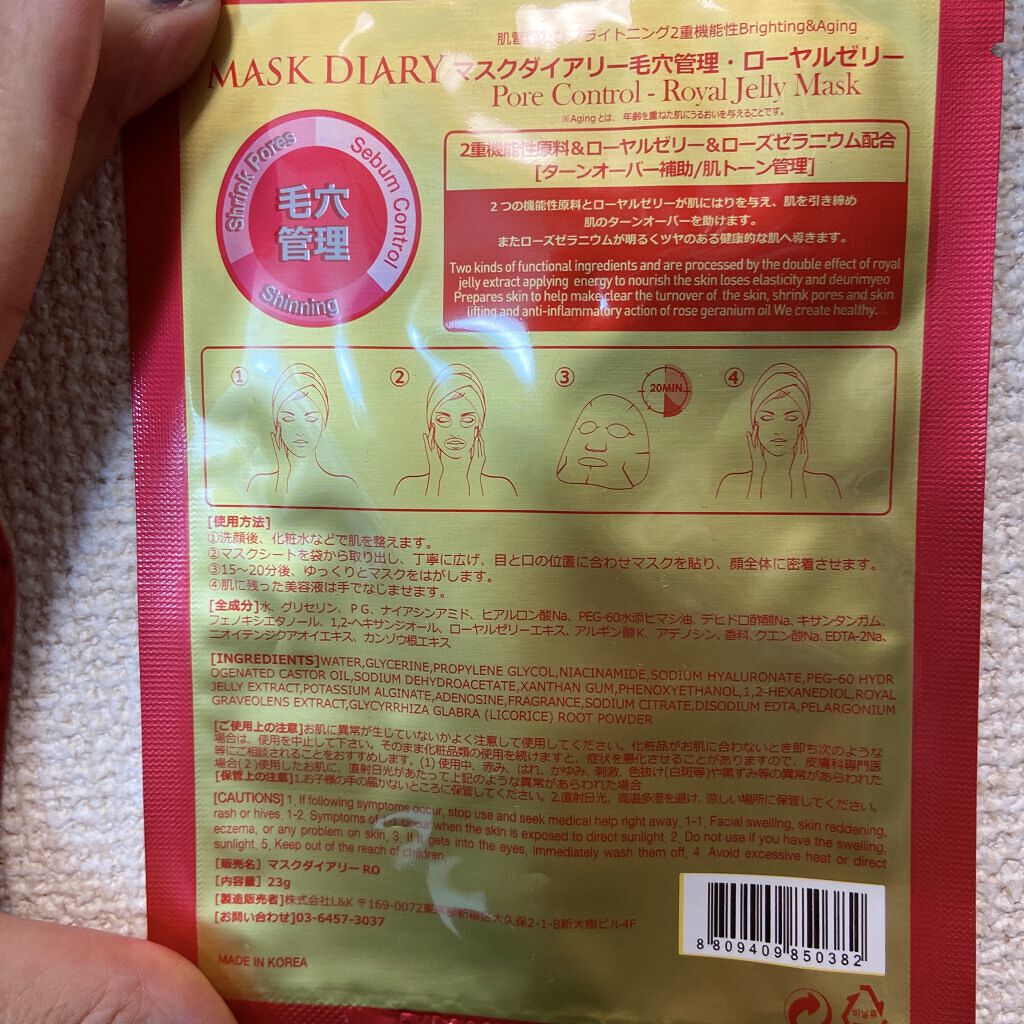 肌管 ライトニング2重機能性Brighting&Aging
MASK DIARY マスクダイアリー毛穴管理・ローヤルゼリー
Pore Control - Royal Jelly Mask
※Agingとは、年齢を重ねた肌にうるおいを与えることです。
Shrink Pores
Sebum Control
毛穴
管理
Shinning
2重機能性原料&ローヤルゼリー&ローズゼラニウム配合
[ターンオーバー補助/肌トーン管理]
2つの機能性原料とローヤルゼリーが肌にはりを与え、肌を引き締め
肌のターンオーバーを助けます。
またローズゼラニウムが明るくツヤのある健康的な肌へ導きます。
Two kinds of functional ingredients and are processed by the double effect of royal
jelly extract applying energy to nourish the skin loses elasticity and deurimyeo
Prepares skin to help make clear the turnover of the skin, shrink pores and skin
lifting and anti-inflammatory action of rose geranium oil We create healthy.
① ② ③ 20MIN ④
[使用方法]
①洗顔後、化粧水などで肌を整えます。
②マスクシートを袋から取り出し、丁寧に広げ、目と口の位置に合わせマスクを貼り、顔全体に密着させます。
③15～20分後、ゆっくりとマスクをはがします。
④肌に残った美容液は手でなじませます。
[全成分]水、グリセリン、PG、ナイアシンアミド、ヒアルロン酸Na、PEG-60水添ヒマシ油、デヒドロ酢酸Na、キサンタンガム、
フェノキシエタノール、1,2-ヘキサンジオール、ローヤルゼリーエキス、アルギン酸K、アデノシン、香料、クエン酸Na、EDTA-2Na、
ニオイテンジクアオイエキス、カンゾウ根エキス
[INGREDIENTS]WATER,GLYCERINE,PROPYLENE GLYCOL,NIACINAMIDE,SODIUM HYALURONATE,PEG-60 HYDR
OGENATED CASTOR OIL,SODIUM DEHYDROACETATE,XANTHAN GUM,PHENOXYETHANOL,1,2-HEXANEDIOL,ROYAL
JELLY EXTRACT,POTASSIUM ALGINATE,ADENOSINE,FRAGRANCE,SODIUM CITRATE,DISODIUM EDTA,PELARGONIUM
GRAVEOLENS EXTRACT,GLYCYRRHIZA GLABRA (LICORICE) ROOT POWDER
[ご使用上の注意]お肌に異常が生じていないかよく注意して使用してください。化粧品がお肌に合わないとき即ち次のような
場合は、使用を中止して下さい。そのまま化粧品類の使用を続けますと、症状を悪化させることがありますので、皮膚科専門医
等にご相談されることをおすすめします。(1)使用中、赤み、はれ、かゆみ、刺激、色抜け(白斑等)や黒ずみ等の異常があらわれた
場合(2)使用したお肌に、直射日光があたって上記のような異常があらわれた場合
[保管上の注意]1.お子様の手の届かないところに保管してください。2.直射日光、高温多湿を避け、涼しい場所に保管してください。
[CAUTIONS] 1, If following symptoms occur, stop use and seek medical help right away, 1-1, Facial swelling, skin reddening,
rash or hives, 1-2, Symptoms of 1-1 occur when the skin is exposed to direct sunlight, 2, Do not use if you have the swelling,
eczema, or any problem on skin, 3, If it gets into the eyes, immediately wash them off, 4, Avoid excessive heat or direct
sunlight, 5, Keep out of the reach of children
[販売名] マスクダイアリー RO
[内容量] 23g
[製造販売者]株式会社L&K 〒169-0072東京都新宿区大久保2-1-8新大樹ビル4F
[お問い合わせ]03-6457-3037
MADE IN KOREA
8 809409 850382
비닐류